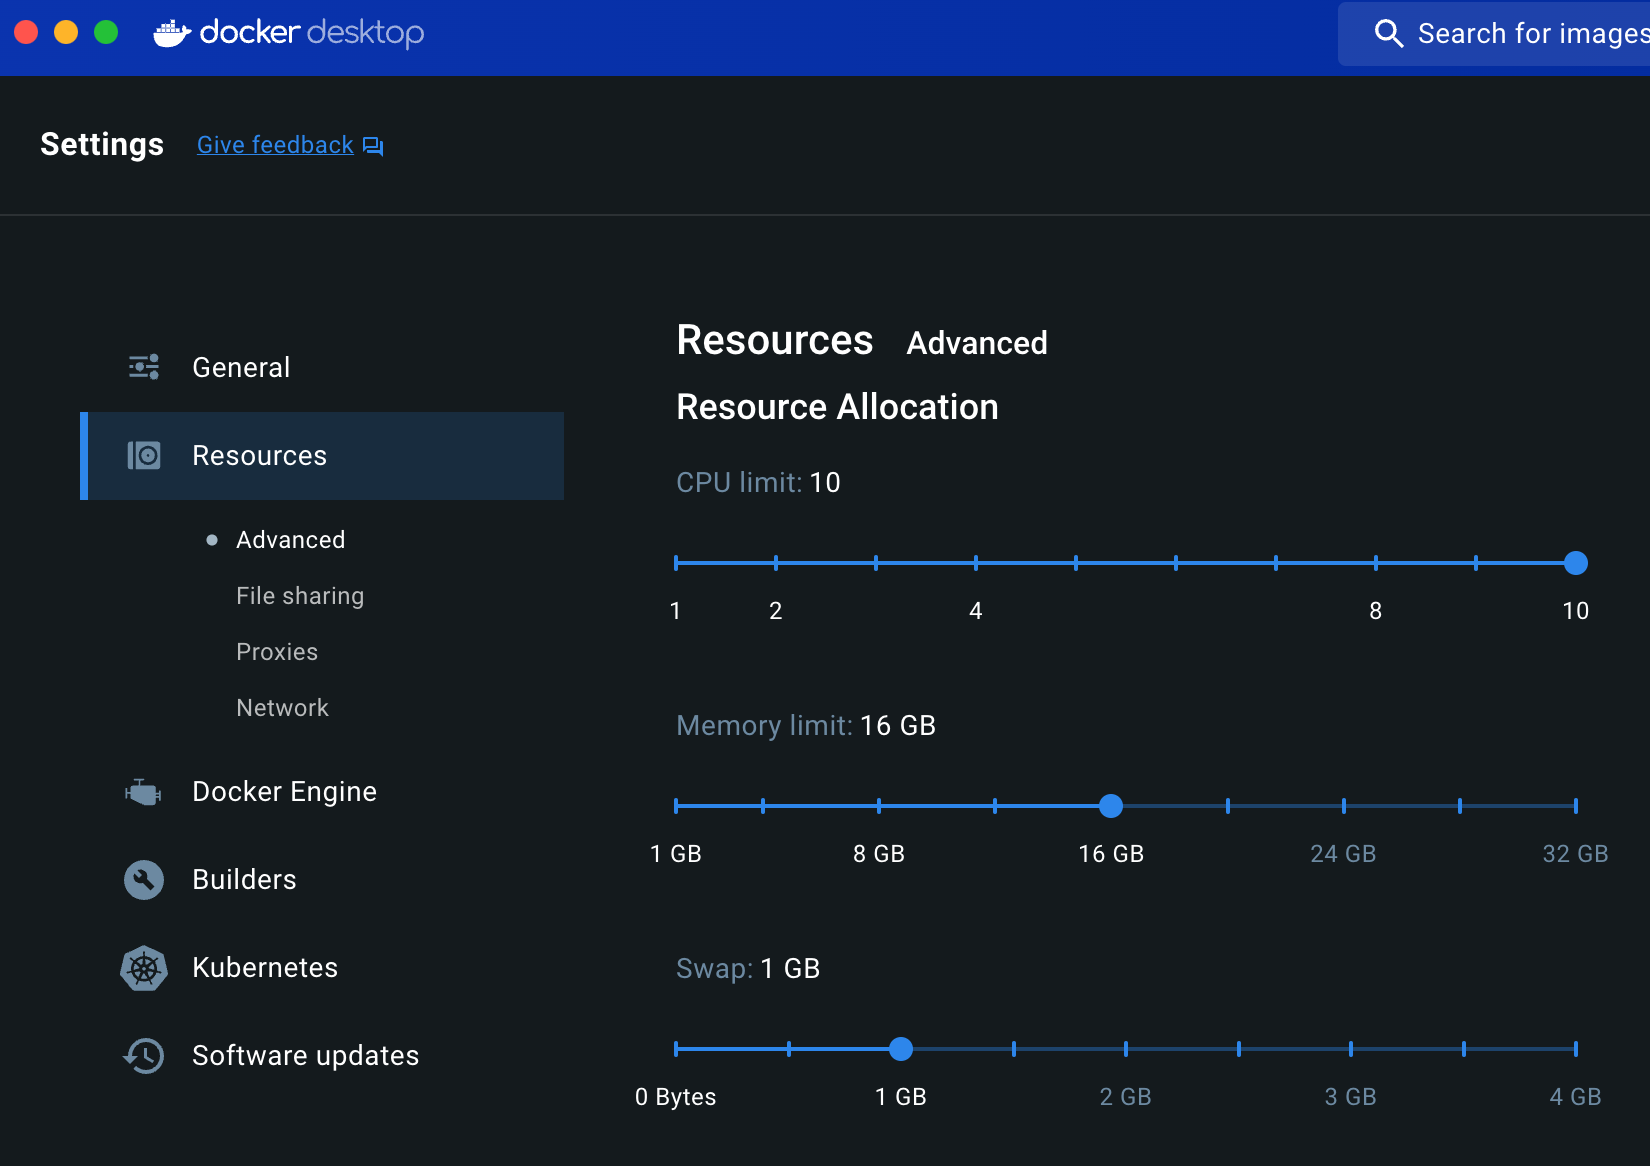 docker desktop
Search for images
Settings
Give feedback
General
Resources
Advanced
File sharing
Proxies
Network
Docker Engine
Builders
Kubernetes
Software updates
Resources Advanced
Resource Allocation
CPU limit: 10
1 2 4 8 10
Memory limit: 16 GB
1 GB 8 GB 16 GB 24 GB 32 GB
Swap: 1 GB
0 Bytes 1 GB 2 GB 3 GB 4 GB